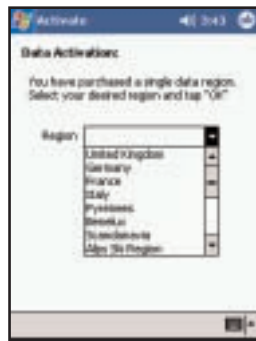 Activate 3:43
Data Activation:
You have purchased a single data region.
Select your desired region and tap "OK"
Region
United Kingdom
Germany
France
Italy
Pyrenees
Benelux
Scandinavia
Alps Ski Region